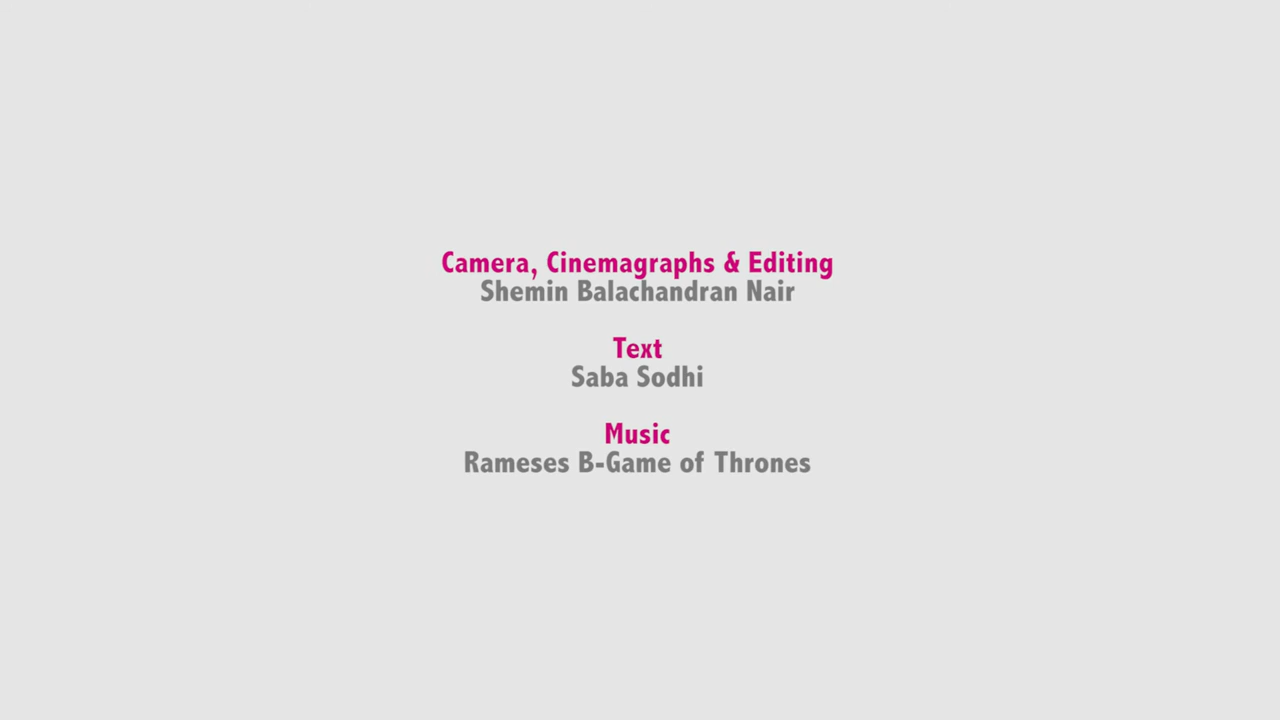 Camera, Cinemagraphs & Editing
Shemin Balachandran Nair
Text
Saba Sodhi
Music
Rameses B-Game of Thrones